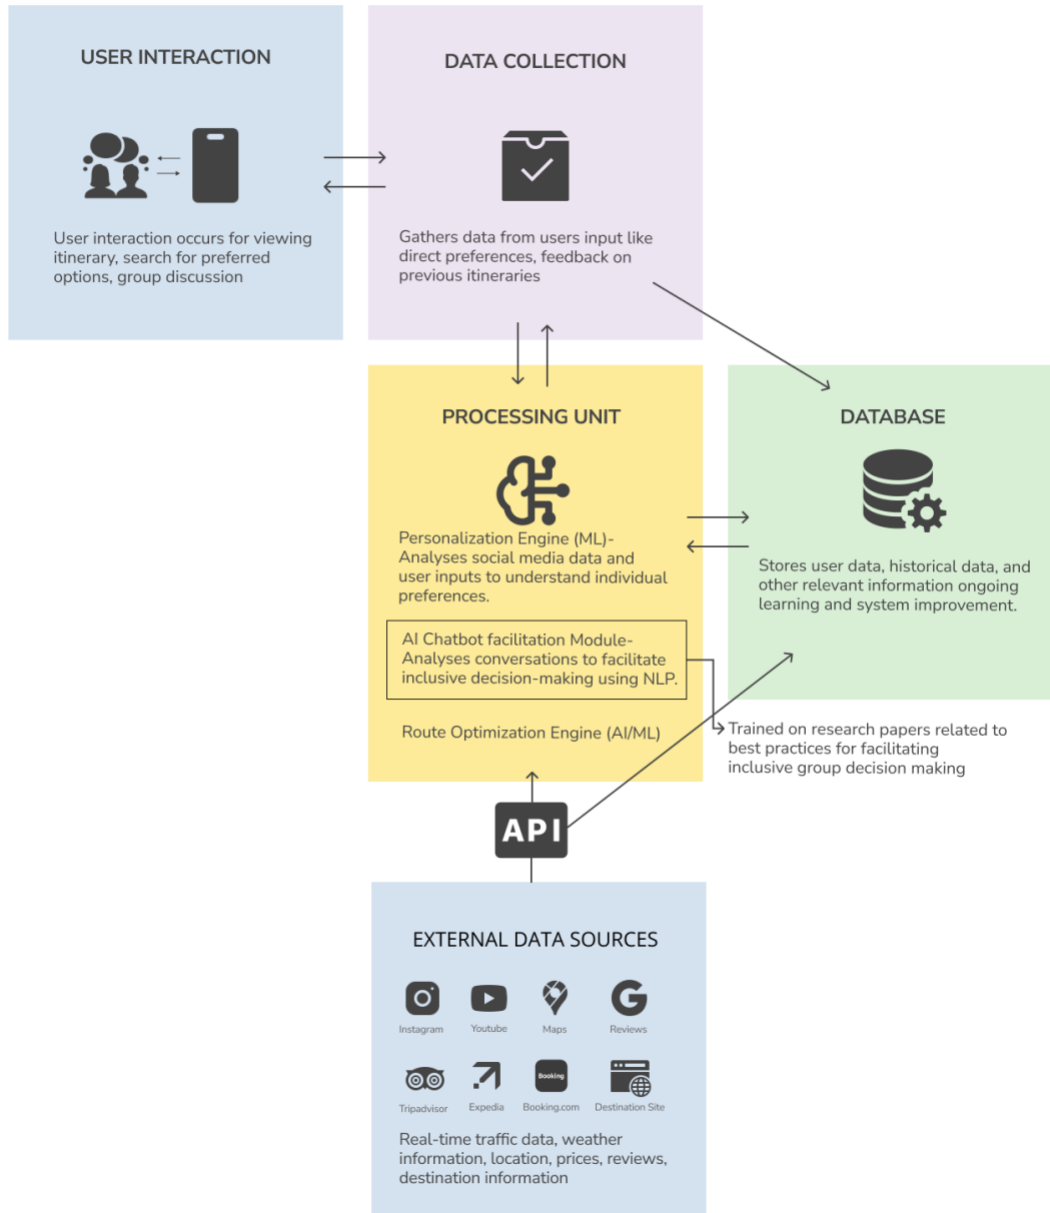 USER INTERACTION
User interaction occurs for viewing
itinerary, search for preferred
options, group discussion
DATA COLLECTION
Gathers data from users input like
direct preferences, feedback on
previous itineraries
PROCESSING UNIT
Personalization Engine (ML)-
Analyses social media data and
user inputs to understand individual
preferences.
AI Chatbot facilitation Module-
Analyses conversations to facilitate
inclusive decision-making using NLP.
Route Optimization Engine (AI/ML)
DATABASE
Stores user data, historical data, and
other relevant information ongoing
learning and system improvement.
Trained on research papers related to
best practices for facilitating
inclusive group decision making
API
EXTERNAL DATA SOURCES
Instagram
Youtube
Maps
G
Reviews
Tripadvisor
Expedia
Booking
Booking.com
Destination Site
Real-time traffic data, weather
information, location, prices, reviews,
destination information